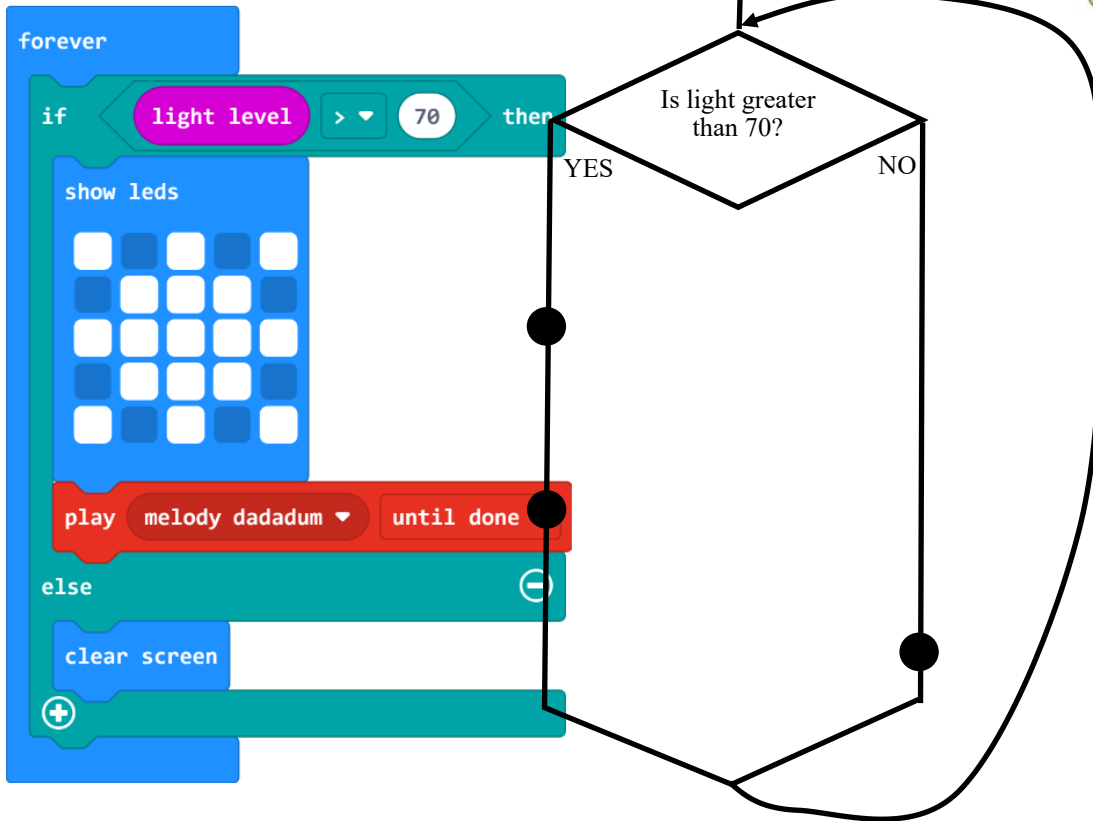 forever
if light level > 70 then
show leds
play melody dadadum until done
else
clear screen
Is light greater
than 70?
YES
NO